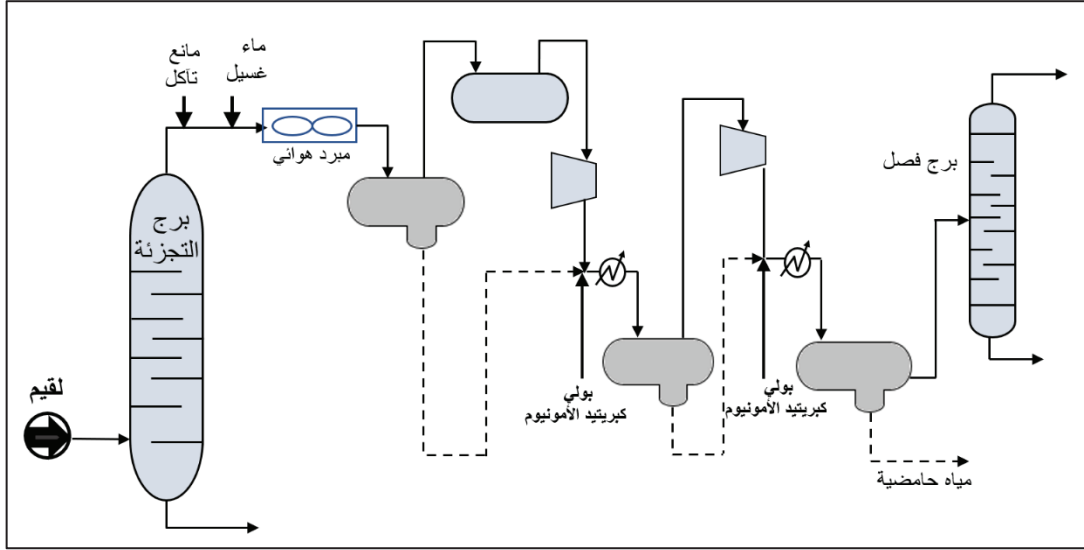 مانع
تآكل
ماء
غسيل
مبرد هوائي
برج
التجزئة
لقيم
بولي
كبريتيد الأمونيوم
بولي
كبريتيد الأمونيوم
برج فصل
مياه حامضية